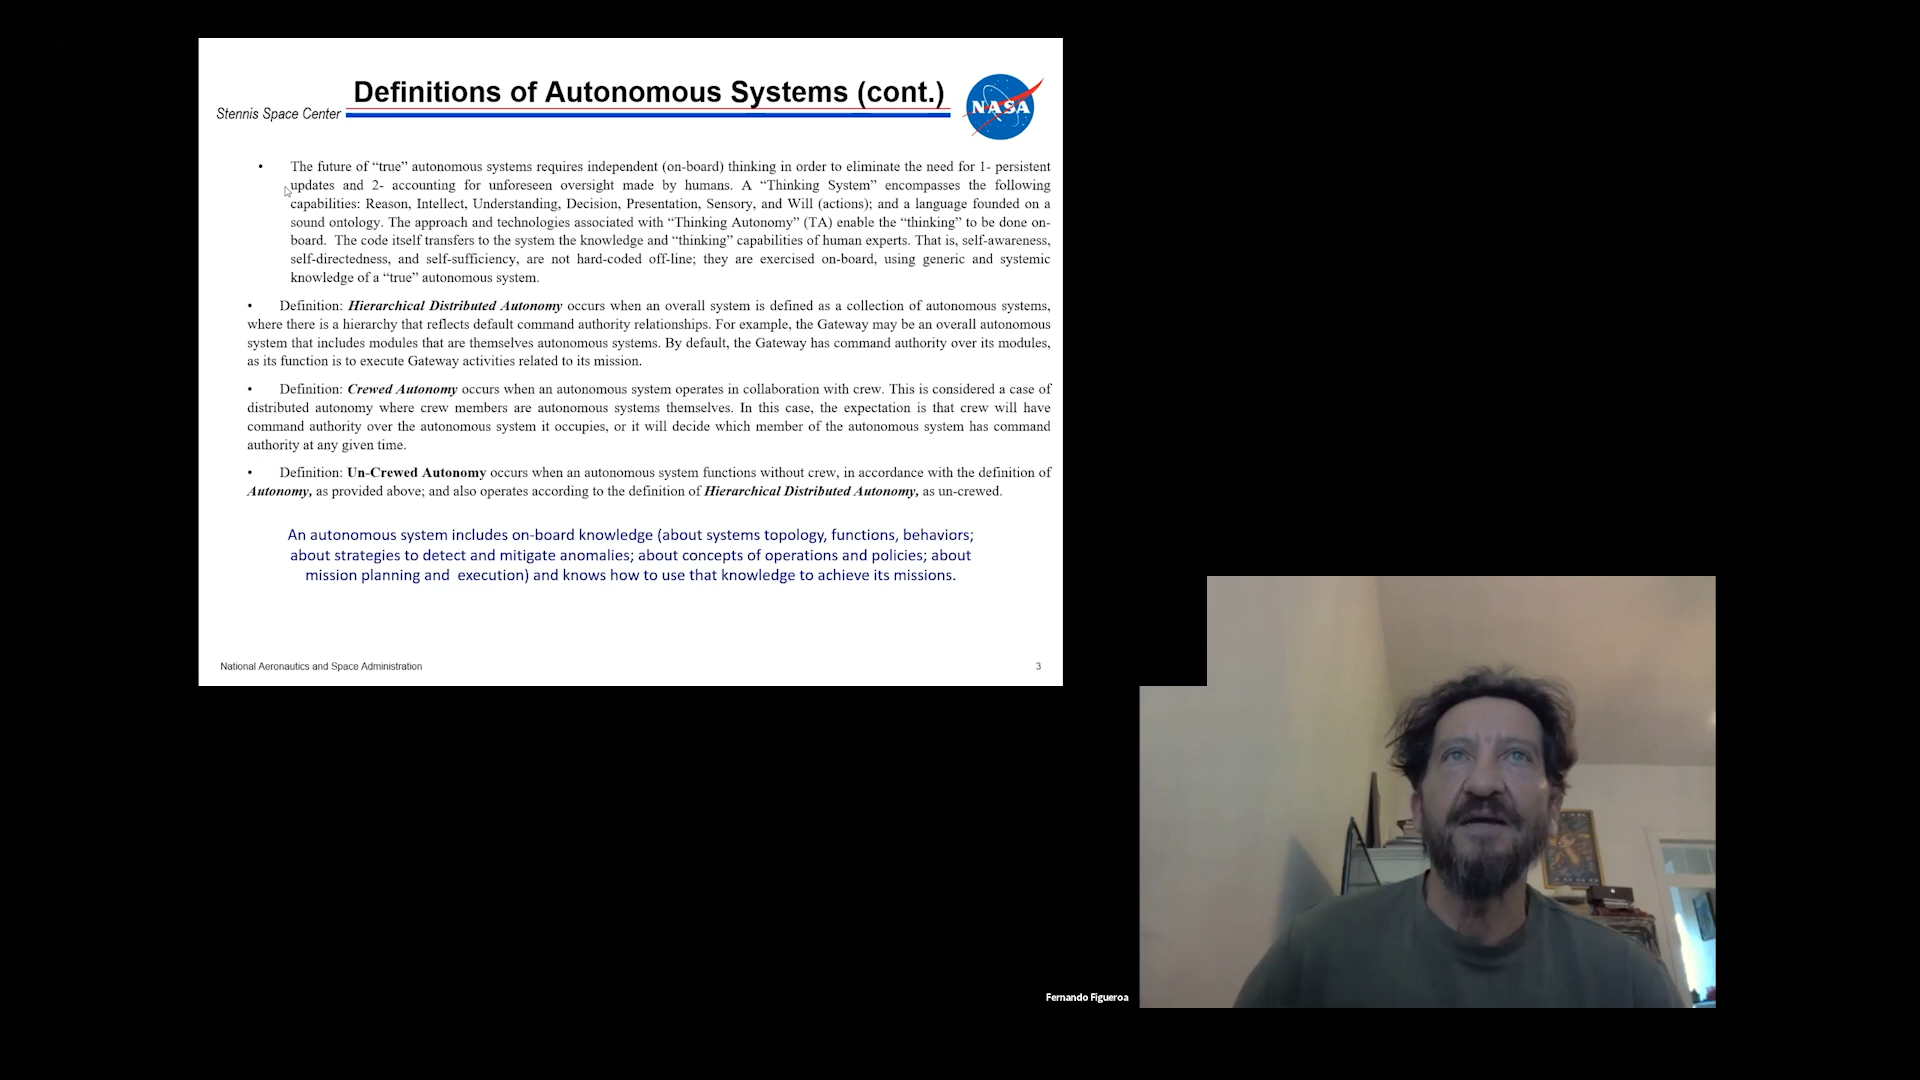 Definitions of Autonomous Systems (cont.)
Stennis Space Center
NASA
• The future of “true” autonomous systems requires independent (on-board) thinking in order to eliminate the need for 1- persistent
updates and 2- accounting for unforeseen oversight made by humans. A “Thinking System” encompasses the following
capabilities: Reason, Intellect, Understanding, Decision, Presentation, Sensory, and Will (actions); and a language founded on a
sound ontology. The approach and technologies associated with “Thinking Autonomy” (TA) enable the “thinking” to be done on-
board. The code itself transfers to the system the knowledge and “thinking” capabilities of human experts. That is, self-awareness,
self-directedness, and self-sufficiency, are not hard-coded off-line; they are exercised on-board, using generic and systemic
knowledge of a “true” autonomous system.
• Definition: Hierarchical Distributed Autonomy occurs when an overall system is defined as a collection of autonomous systems,
where there is a hierarchy that reflects default command authority relationships. For example, the Gateway may be an overall autonomous
system that includes modules that are themselves autonomous systems. By default, the Gateway has command authority over its modules,
as its function is to execute Gateway activities related to its mission.
• Definition: Crewed Autonomy occurs when an autonomous system operates in collaboration with crew. This is considered a case of
distributed autonomy where crew members are autonomous systems themselves. In this case, the expectation is that crew will have
command authority over the autonomous system it occupies, or it will decide which member of the autonomous system has command
authority at any given time.
• Definition: Un-Crewed Autonomy occurs when an autonomous system functions without crew, in accordance with the definition of
Autonomy, as provided above; and also operates according to the definition of Hierarchical Distributed Autonomy, as un-crewed.
An autonomous system includes on-board knowledge (about systems topology, functions, behaviors;
about strategies to detect and mitigate anomalies; about concepts of operations and policies; about
mission planning and execution) and knows how to use that knowledge to achieve its missions.
National Aeronautics and Space Administration
3
Fernando Figueroa